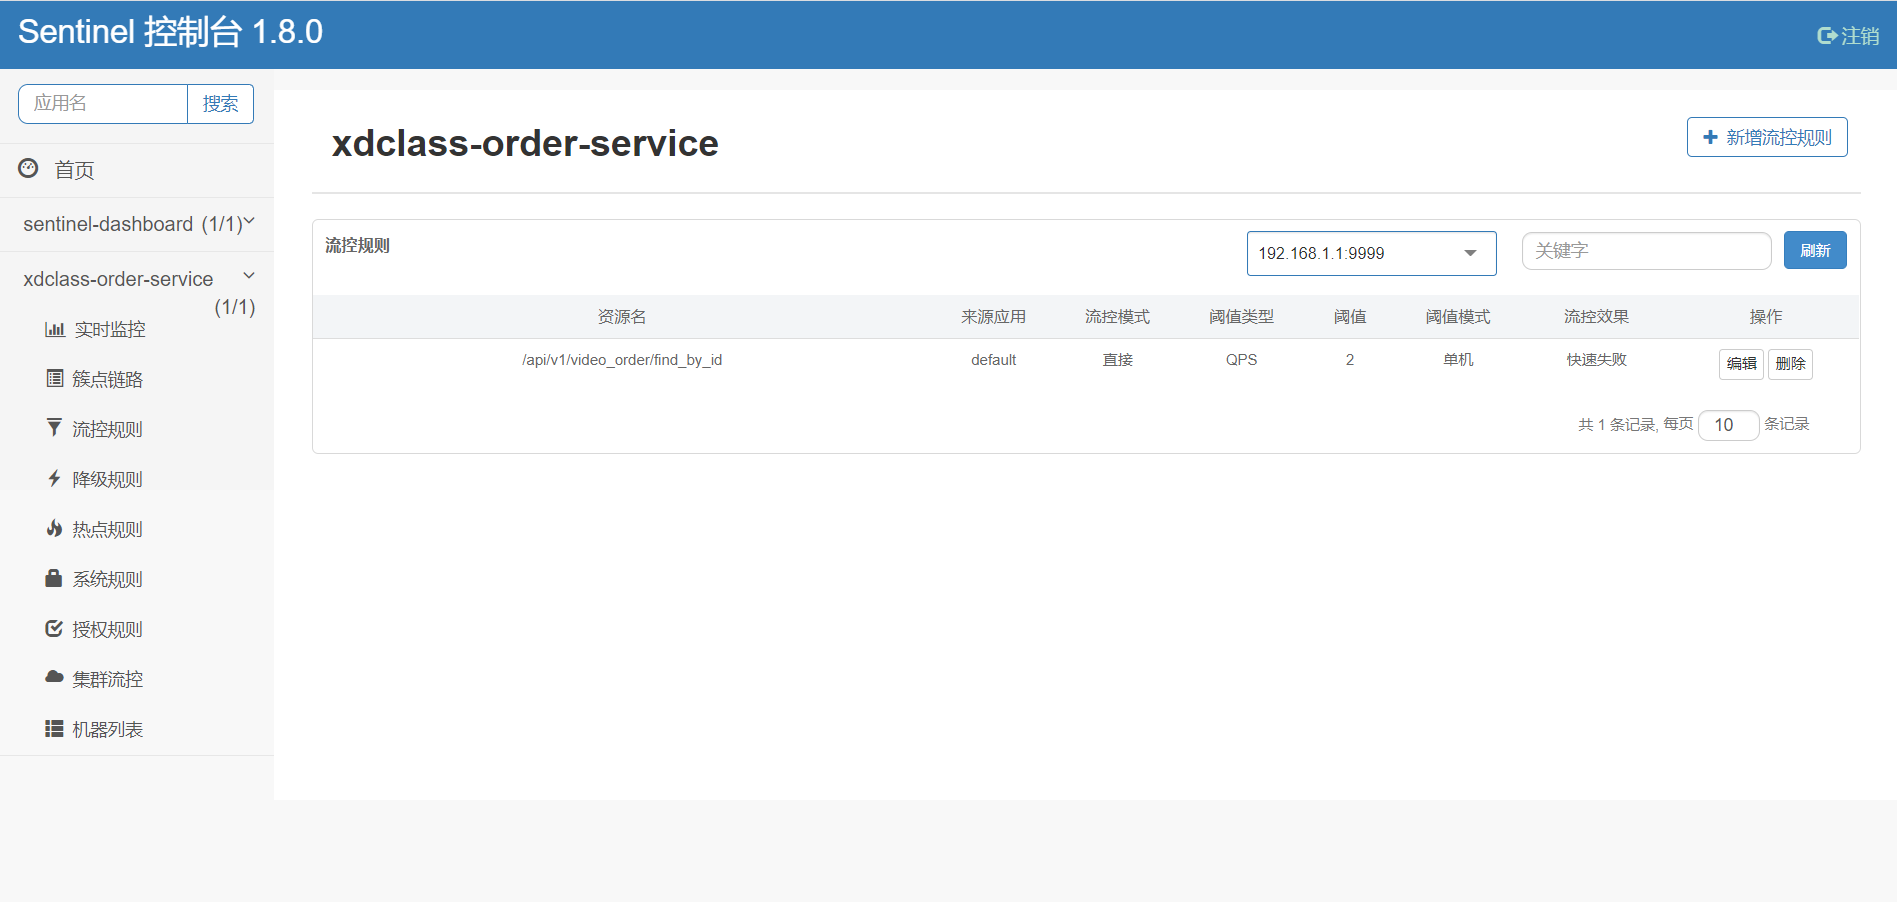 Sentinel 控制台 1.8.0
注销
应用名
搜索
首页
sentinel-dashboard (1/1)
xdclass-order-service
(1/1)
实时监控
簇点链路
流控规则
降级规则
热点规则
系统规则
授权规则
集群流控
机器列表
xdclass-order-service
新增流控规则
流控规则
192.168.1.1:9999
关键字
刷新
资源名 来源应用 流控模式 阈值类型 阈值 阈值模式 流控效果 操作
/api/v1/video_order/find_by_id default 直接 QPS 2 单机 快速失败 编辑 删除
共 1 条记录, 每页 10 条记录